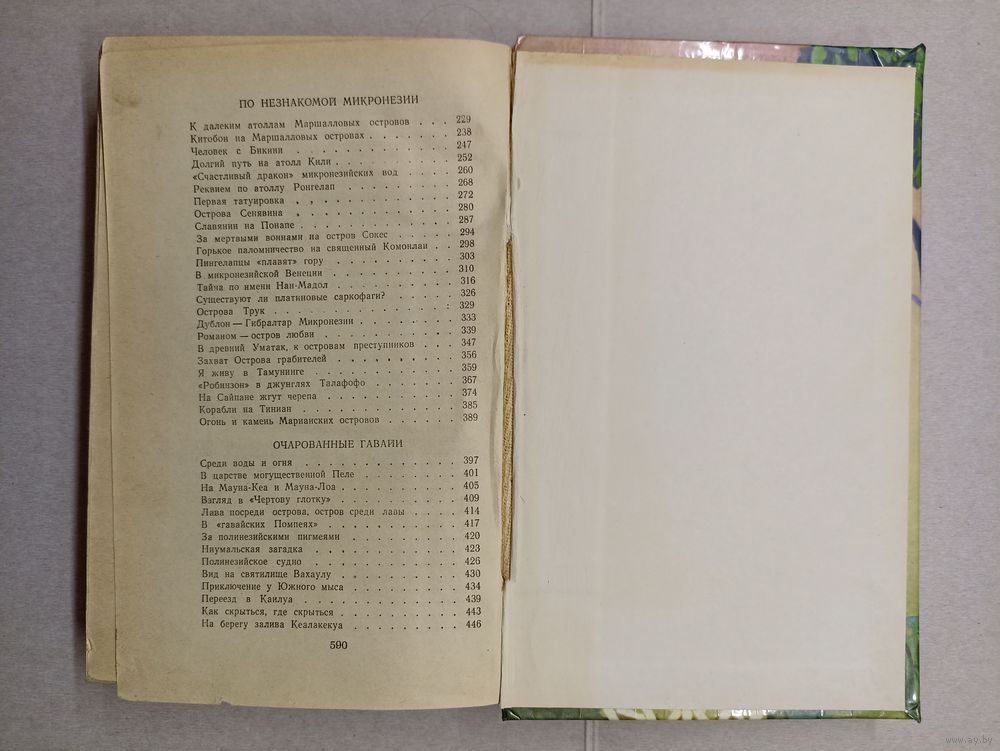 ПО НЕЗНАКОМОЙ МИКРОНЕЗИИ
К далеким атоллам Маршалловых островов . . . 229
Китобои на Маршалловых островах . . . . . . . 238
Человек с Бикини . . . . . . . . . . . . . 247
Долгий путь на атолл Кили . . . . . . . . . . 252
«Счастливый дракон» микронезийских вод . . . . 260
Реквием по атоллу Ронгелап . . . . . . . . . 268
Первая татуировка . . . . . . . . . . . . . 272
Острова Сенявина . . . . . . . . . . . . . 280
Славянин на Понапе . . . . . . . . . . . . . 287
За мертвыми воинами на остров Сокес . . . . . 294
Горькое паломничество на священный Комонлаи . . 298
Пингелапцы «плавят» гору . . . . . . . . . . 303
В микронезийской Венеции . . . . . . . . . . 310
Тайна по имени Нан-Мадол . . . . . . . . . . 316
Существуют ли платиновые саркофаги? . . . . . 326
Острова Трук . . . . . . . . . . . . . . . 329
Дублон — Гибралтар Микронезии . . . . . . . . 333
Романом — остров любви . . . . . . . . . . . 339
В древний Уматак, к островам преступников . . . 347
Захват Острова грабителей . . . . . . . . . 356
Я живу в Тамунинге . . . . . . . . . . . . 359
«Робинзон» в джунглях Талафофо . . . . . . . 367
На Сайпане жгут черепа . . . . . . . . . . . 374
Корабли на Тиниан . . . . . . . . . . . . . 385
Огонь и камень Марианских островов . . . . . . 389
ОЧАРОВАННЫЕ ГАВАЙИ
Среди воды и огня . . . . . . . . . . . . . 397
В царстве могущественной Пеле . . . . . . . . 401
На Мауна-Кеа и Мауна-Лоа . . . . . . . . . . 405
Взгляд в «Чертову глотку» . . . . . . . . . . 409
Лава посреди острова, остров среди лавы . . . . 414
В «гавайских Помпеях» . . . . . . . . . . . 417
За полинезийскими пигмеями . . . . . . . . . 420
Ниумальская загадка . . . . . . . . . . . . 423
Полинезийское судно . . . . . . . . . . . . 426
Вид на святилище Вахаулу . . . . . . . . . . 430
Приключение у Южного мыса . . . . . . . . . 434
Переезд в Каилуа . . . . . . . . . . . . . 439
Как скрыться, где скрыться . . . . . . . . . 443
На берегу залива Кеалакекуа . . . . . . . . . 446
590
www.ay.by